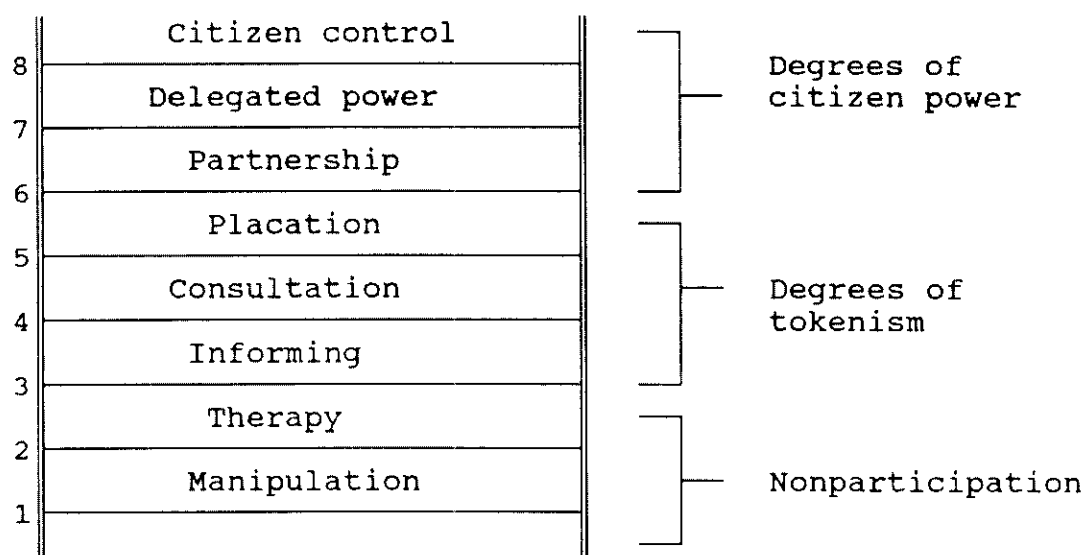 Citizen control
8
Degrees of
citizen power
Delegated power
7
Partnership
6
Placation
5
Consultation
Degrees of
tokenism
4
Informing
3
Therapy
2
Manipulation
Nonparticipation
1